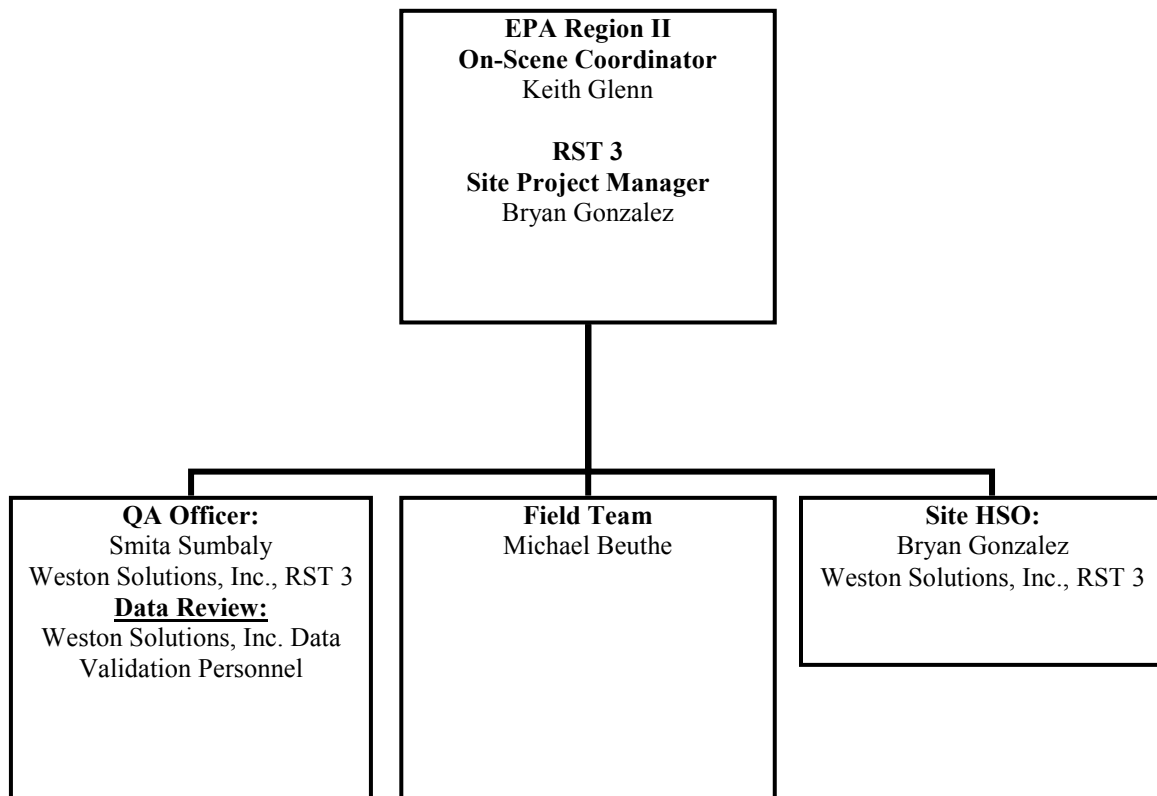 EPA Region II
On-Scene Coordinator
Keith Glenn
RST 3
Site Project Manager
Bryan Gonzalez
QA Officer:
Smita Sumbaly
Weston Solutions, Inc., RST 3
Data Review:
Weston Solutions, Inc. Data
Validation Personnel
Field Team
Michael Beuthe
Site HSO:
Bryan Gonzalez
Weston Solutions, Inc., RST 3